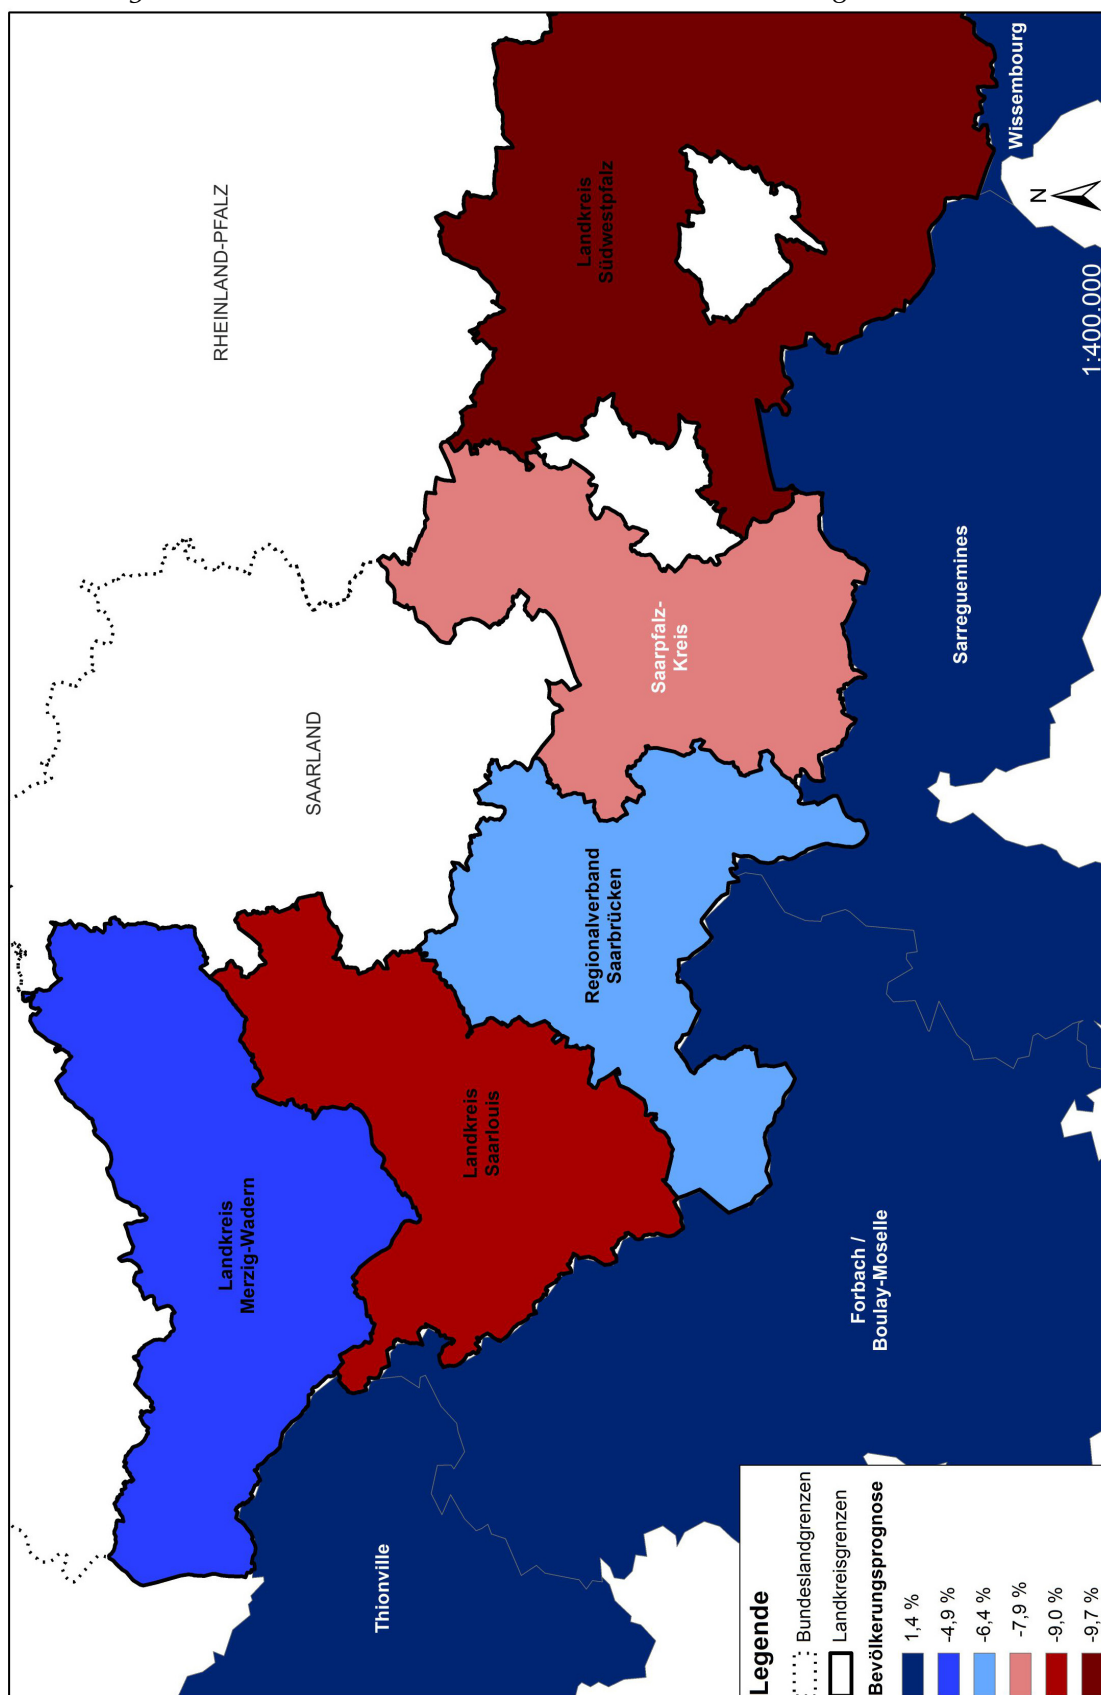 RHEINLAND-PFALZ
SAARLAND
Landkreis
Merzig-Wadern
Landkreis
Saarlouis
Regionalverband
Saarbrücken
Saarpfalz-
Kreis
Landkreis
Südwestpfalz
Wissembourg
Thionville
Forbach /
Boulay-Moselle
Sarreguemines
N
1:400.000
Legende
Bundeslandgrenzen
Landkreisgrenzen
Bevölkerungsprognose
1,4 %
-4,9 %
-6,4 %
-7,9 %
-9,0 %
-9,7 %